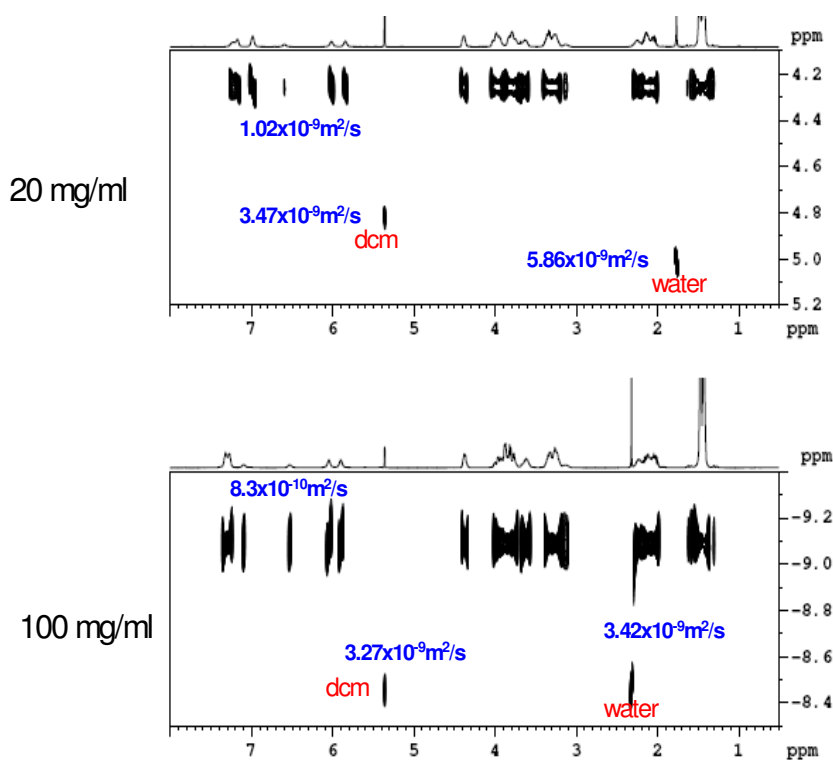 ppm
4.2
1.02x10⁻⁹m²/s
4.4
4.6
20 mg/ml
3.47x10⁻⁹m²/s
4.8
dcm
5.86x10⁻⁹m²/s
5.0
water
5.2
7 6 5 4 3 2 1 ppm
ppm
8.3x10⁻¹⁰m²/s
-9.2
-9.0
100 mg/ml
-8.8
3.42x10⁻⁹m²/s
3.27x10⁻⁹m²/s
-8.6
dcm
-8.4
water
7 6 5 4 3 2 1 ppm